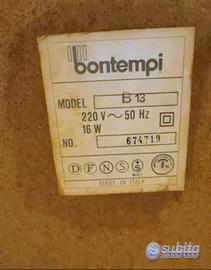 bontempi
MODEL B 13
220 V ~ 50 Hz
16 W
NO. 674719
D F N S
MADE IN ITALY
subito